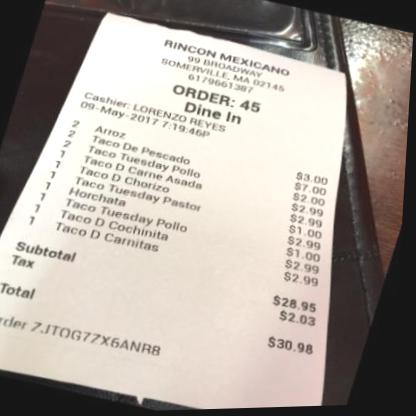 RINCON MEXICANO
99 BROADWAY
SOMERVILLE, MA 02145
6179661387
ORDER: 45
Dine In
Cashier: LORENZO REYES
09-May-2017 7:19:46P
2 Arroz $3.00
2 Taco De Pescado $7.00
2 Taco Tuesday Pollo $2.00
1 Taco D Carne Asada $2.99
1 Taco D Chorizo $2.99
1 Taco Tuesday Pastor $1.00
1 Horchata $2.99
1 Taco Tuesday Pollo $1.00
1 Taco D Cochinita $2.99
1 Taco D Carnitas $2.99
Subtotal $28.95
Tax $2.03
Total $30.98
rder ZJTOG7ZX6ANR8